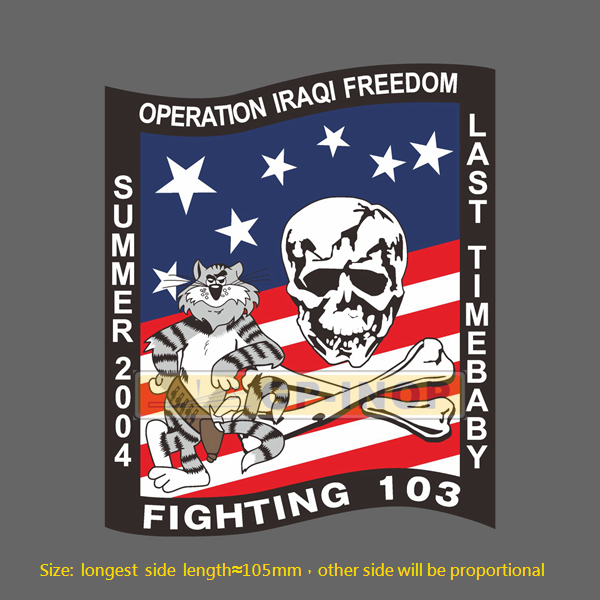 OPERATION IRAQI FREEDOM
SUMMER 2004
LAST TIMEBABY
FIGHTING 103
Size: longest side length≈105mm，other side will be proportional